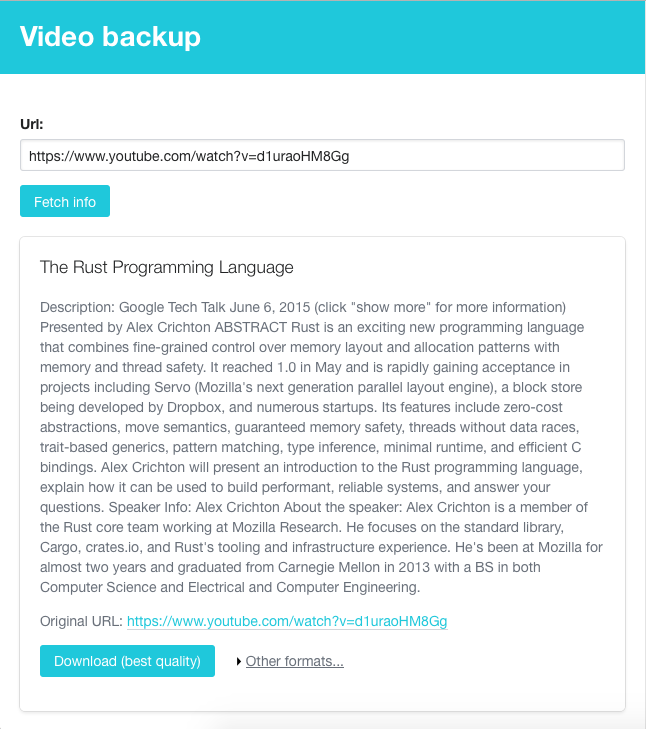 Video backup
Url:
https://www.youtube.com/watch?v=d1uraoHM8Gg
Fetch info
The Rust Programming Language
Description: Google Tech Talk June 6, 2015 (click "show more" for more information)
Presented by Alex Crichton ABSTRACT Rust is an exciting new programming language
that combines fine-grained control over memory layout and allocation patterns with
memory and thread safety. It reached 1.0 in May and is rapidly gaining acceptance in
projects including Servo (Mozilla's next generation parallel layout engine), a block store
being developed by Dropbox, and numerous startups. Its features include zero-cost
abstractions, move semantics, guaranteed memory safety, threads without data races,
trait-based generics, pattern matching, type inference, minimal runtime, and efficient C
bindings. Alex Crichton will present an introduction to the Rust programming language,
explain how it can be used to build performant, reliable systems, and answer your
questions. Speaker Info: Alex Crichton About the speaker: Alex Crichton is a member of
the Rust core team working at Mozilla Research. He focuses on the standard library,
Cargo, crates.io, and Rust's tooling and infrastructure experience. He's been at Mozilla for
almost two years and graduated from Carnegie Mellon in 2013 with a BS in both
Computer Science and Electrical and Computer Engineering.
Original URL: https://www.youtube.com/watch?v=d1uraoHM8Gg
Download (best quality) Other formats...